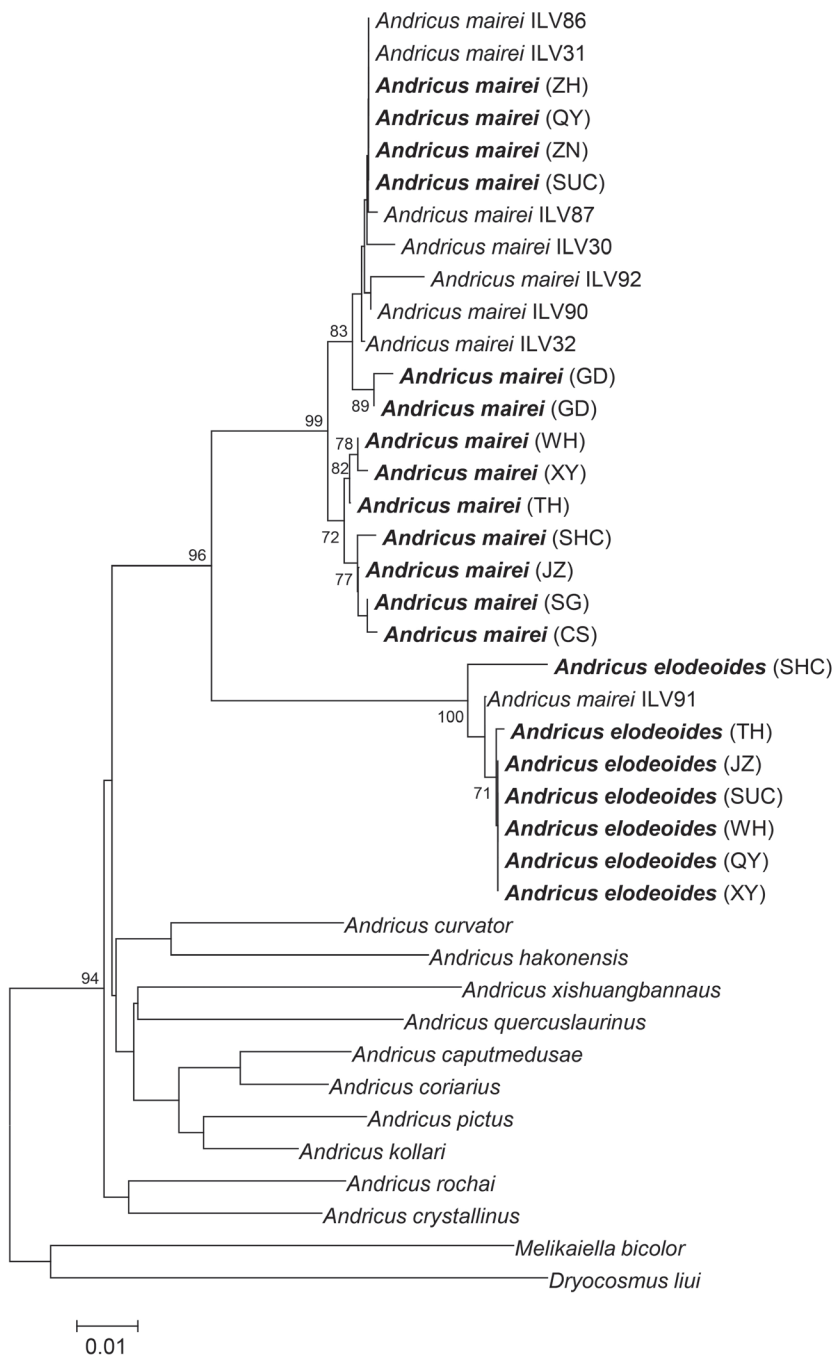 Andricus mairei ILV86
Andricus mairei ILV31
Andricus mairei (ZH)
Andricus mairei (QY)
Andricus mairei (ZN)
Andricus mairei (SUC)
Andricus mairei ILV87
Andricus mairei ILV30
Andricus mairei ILV92
Andricus mairei ILV90
83
Andricus mairei ILV32
Andricus mairei (GD)
89
Andricus mairei (GD)
99
78
Andricus mairei (WH)
82
Andricus mairei (XY)
Andricus mairei (TH)
72
Andricus mairei (SHC)
96
77
Andricus mairei (JZ)
Andricus mairei (SG)
Andricus mairei (CS)
Andricus elodeoides (SHC)
Andricus mairei ILV91
100
Andricus elodeoides (TH)
Andricus elodeoides (JZ)
71
Andricus elodeoides (SUC)
Andricus elodeoides (WH)
Andricus elodeoides (QY)
Andricus elodeoides (XY)
Andricus curvator
Andricus hakonensis
94
Andricus xishuangbannaus
Andricus quercuslaurinus
Andricus caputmedusae
Andricus coriarius
Andricus pictus
Andricus kollari
Andricus rochai
Andricus crystallinus
Melikaiella bicolor
Dryocosmus liui
0.01